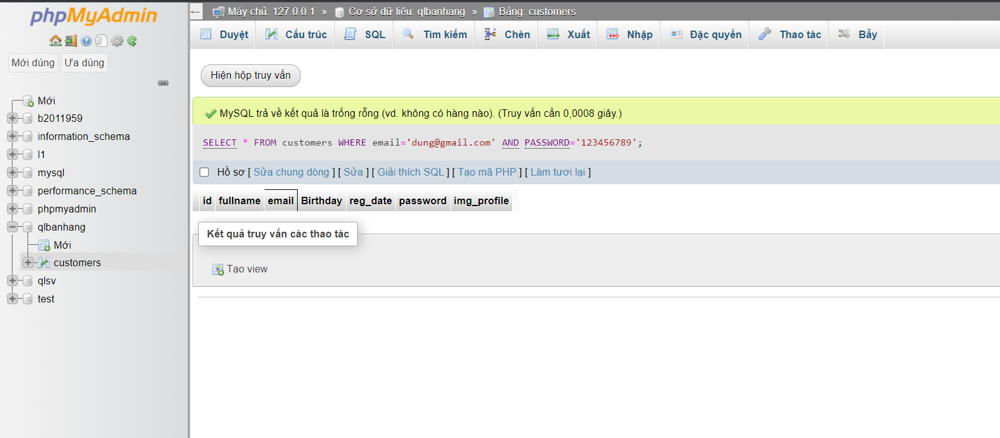 phpMyAdmin
Mới dùng Ưa dùng
Mới
b2011959
information_schema
l1
mysql
performance_schema
phpmyadmin
qlbanhang
Mới
customers
qlsv
test
Máy chủ: 127.0.0.1 » Cơ sở dữ liệu: qlbanhang » Bảng: customers
Duyệt Cấu trúc SQL Tìm kiếm Chèn Xuất Nhập Đặc quyền Thao tác Bẫy
Hiện hộp truy vấn
MySQL trả về kết quả là trống rỗng (vd. không có hàng nào). (Truy vấn cần 0,0008 giây.)
SELECT * FROM customers WHERE email='dung@gmail.com' AND PASSWORD='123456789';
Hồ sơ [ Sửa chung dòng ] [ Sửa ] [ Giải thích SQL ] [ Tạo mã PHP ] [ Làm tươi lại ]
id fullname email Birthday reg_date password img_profile
Kết quả truy vấn các thao tác
Tạo view